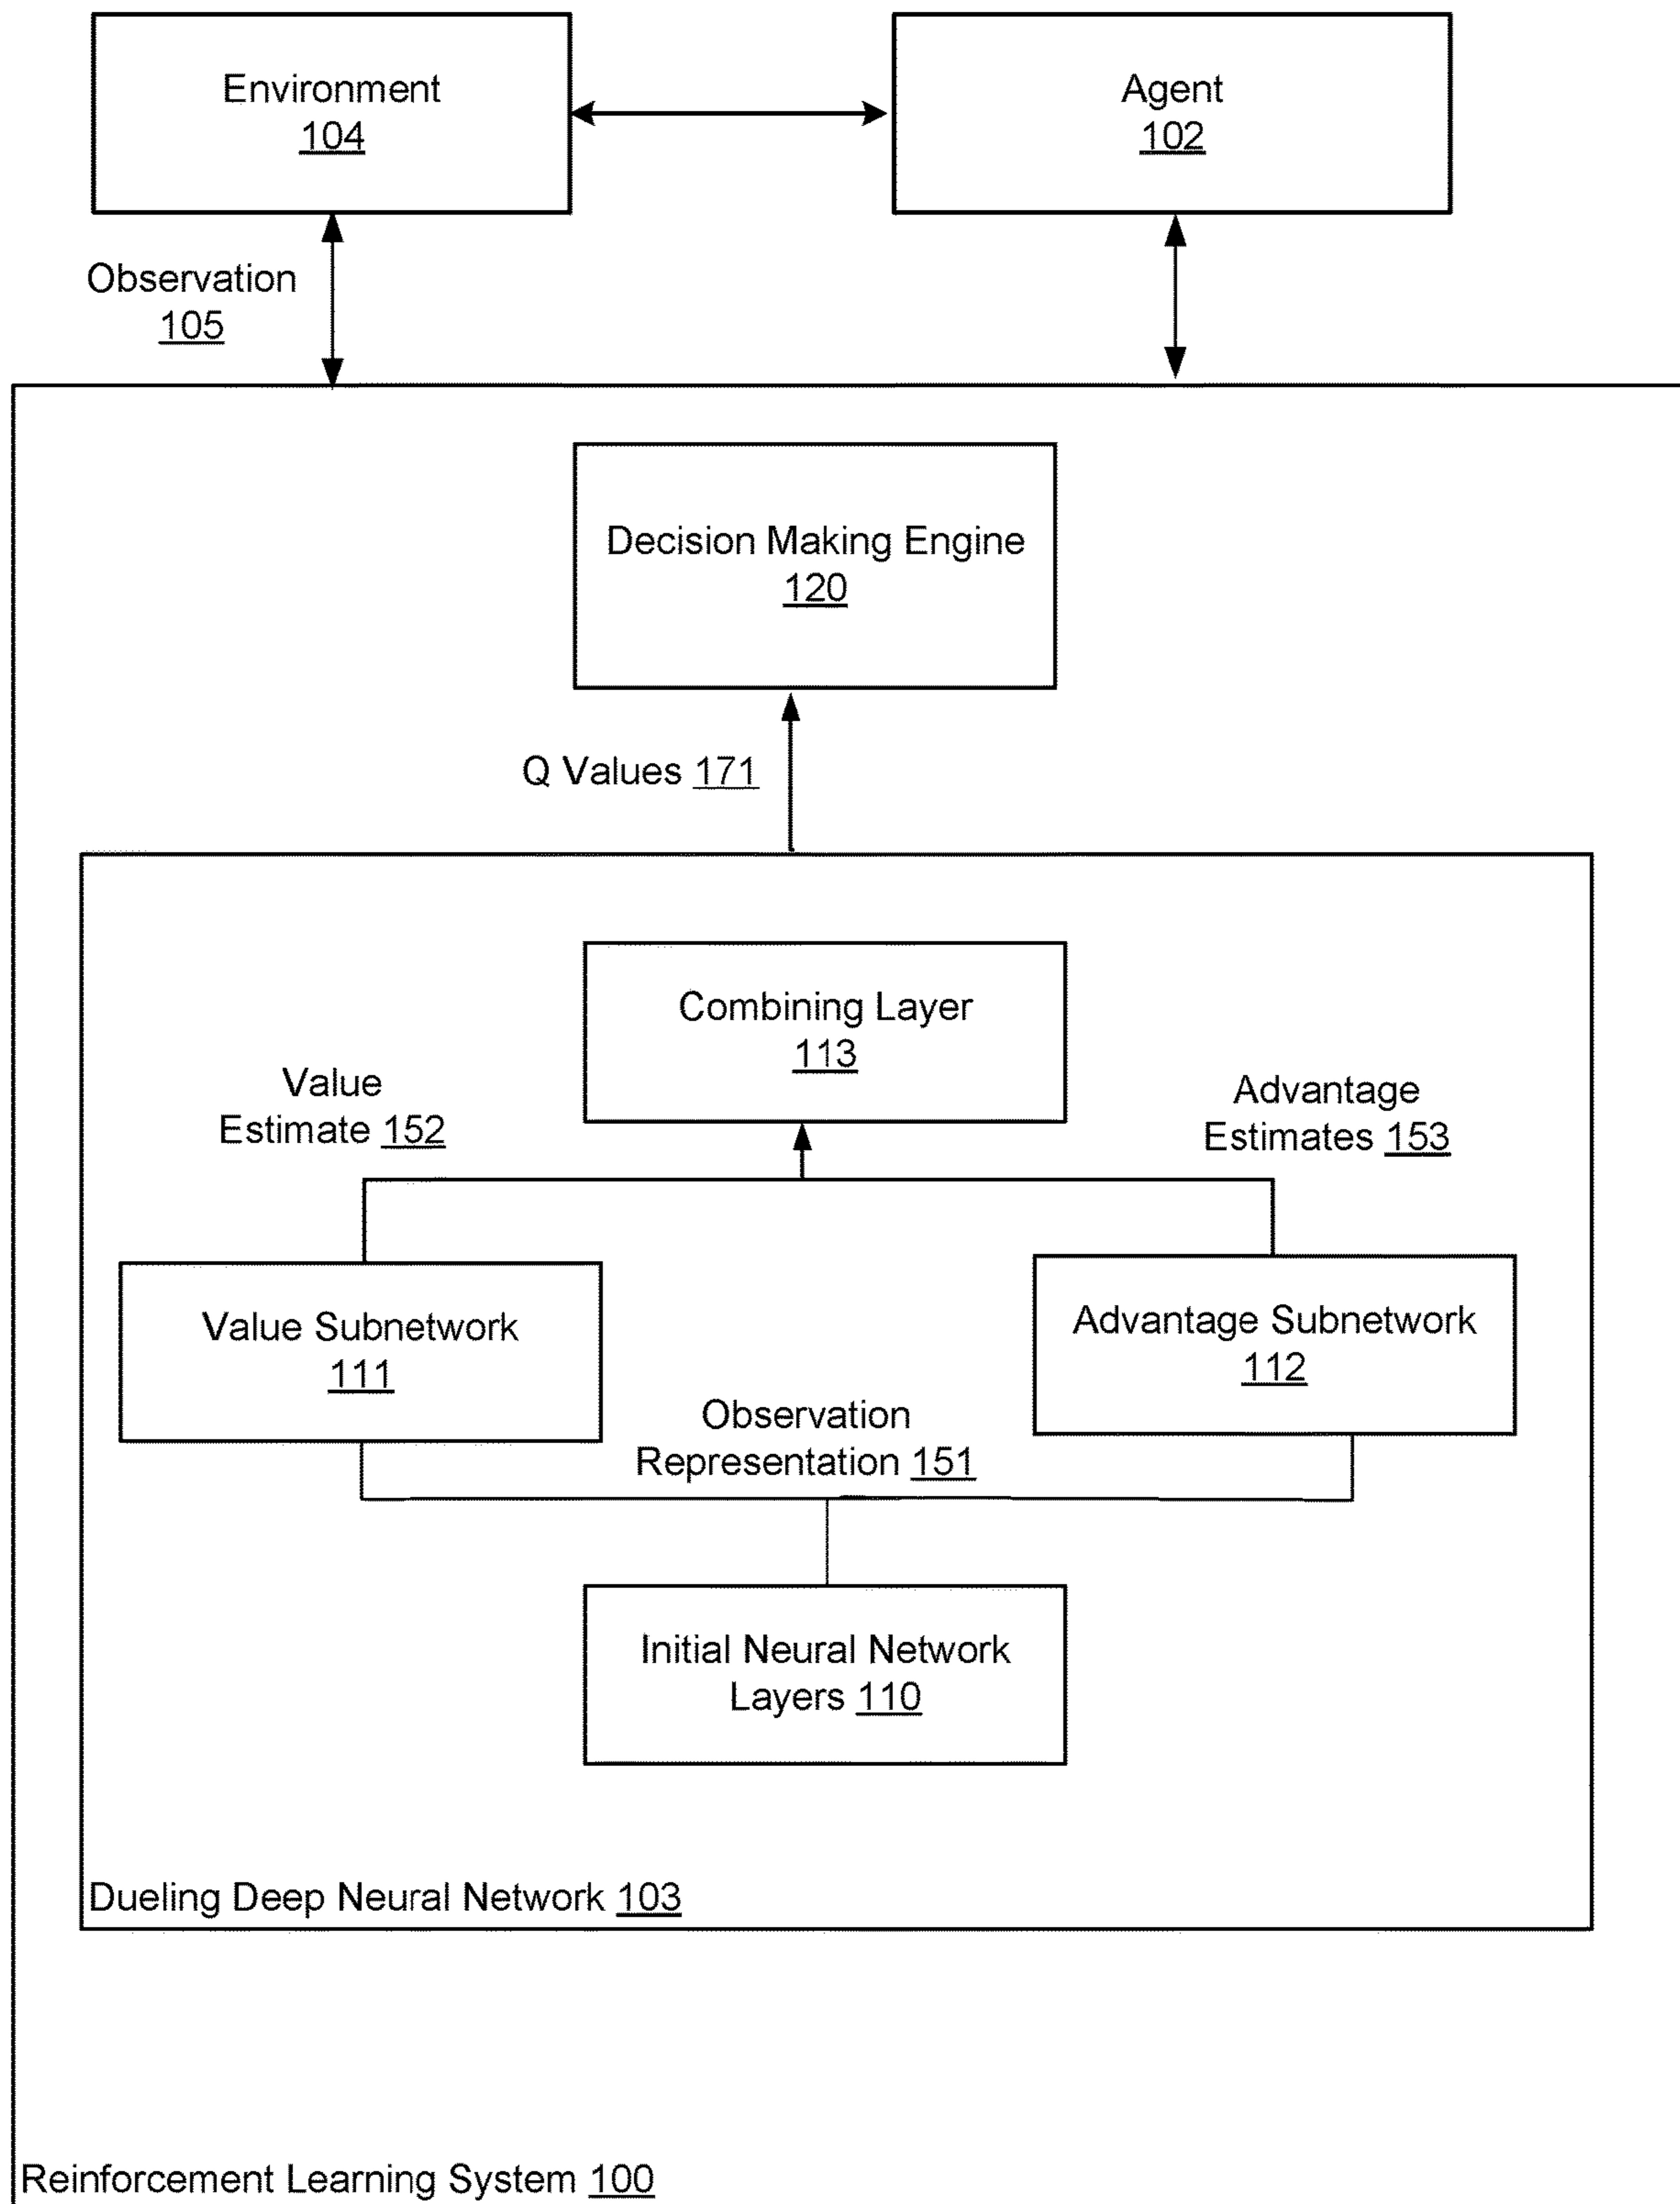 Environment
104
Agent
102
Observation
105
Decision Making Engine
120
Q Values 171
Combining Layer
113
Value
Estimate 152
Advantage
Estimates 153
Value Subnetwork
111
Advantage Subnetwork
112
Observation
Representation 151
Initial Neural Network
Layers 110
Dueling Deep Neural Network 103
Reinforcement Learning System 100